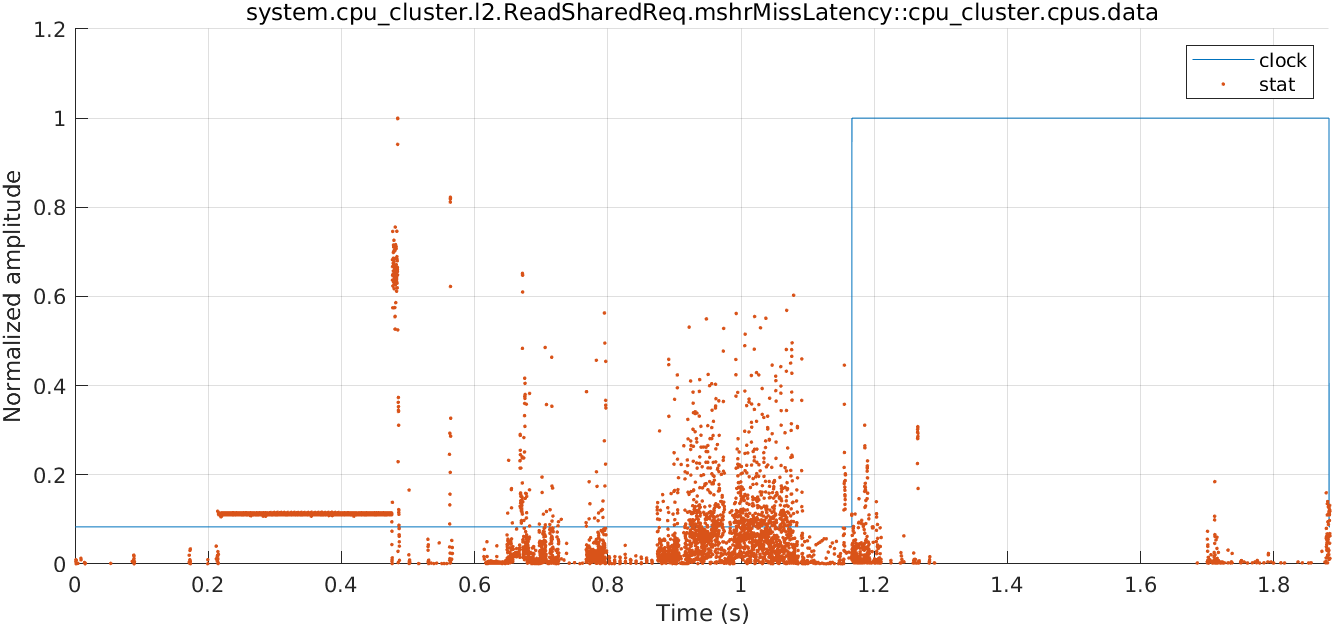 system.cpu_cluster.l2.ReadSharedReq.mshrMissLatency::cpu_cluster.cpus.data
1.2
1
0.8
0.6
0.4
0.2
0
Normalized amplitude
clock
stat
0 0.2 0.4 0.6 0.8 1 1.2 1.4 1.6 1.8
Time (s)